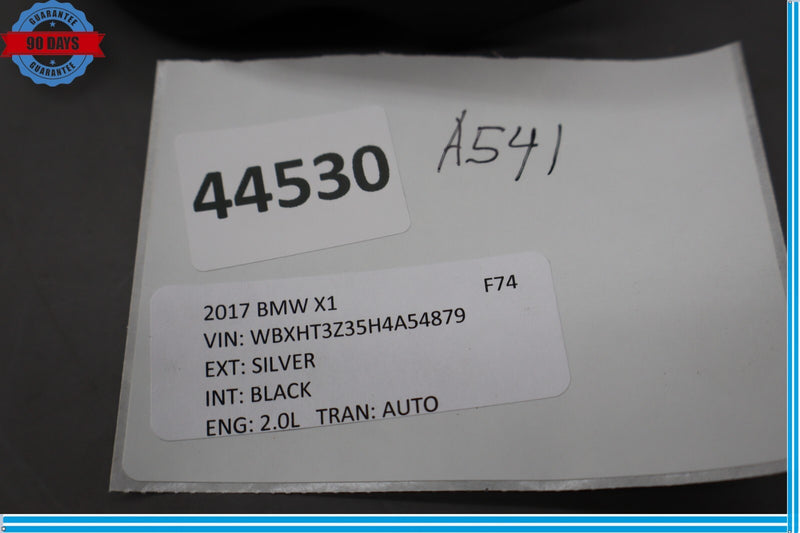 GUARANTEE
90 DAYS
GUARANTEE
44530
A541
2017 BMW X1 F74
VIN: WBXHT3Z35H4A54879
EXT: SILVER
INT: BLACK
ENG: 2.0L TRAN: AUTO